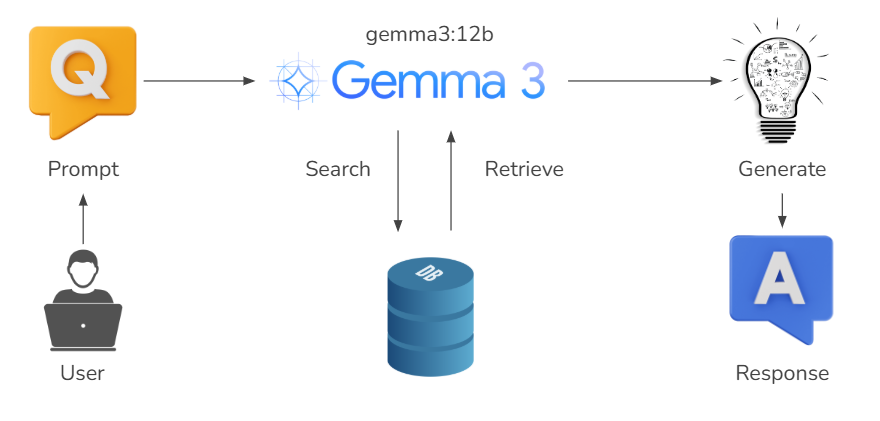 gemma3:12b
Q
Gemma 3
Prompt
Search
Retrieve
Generate
DB
A
User
Response